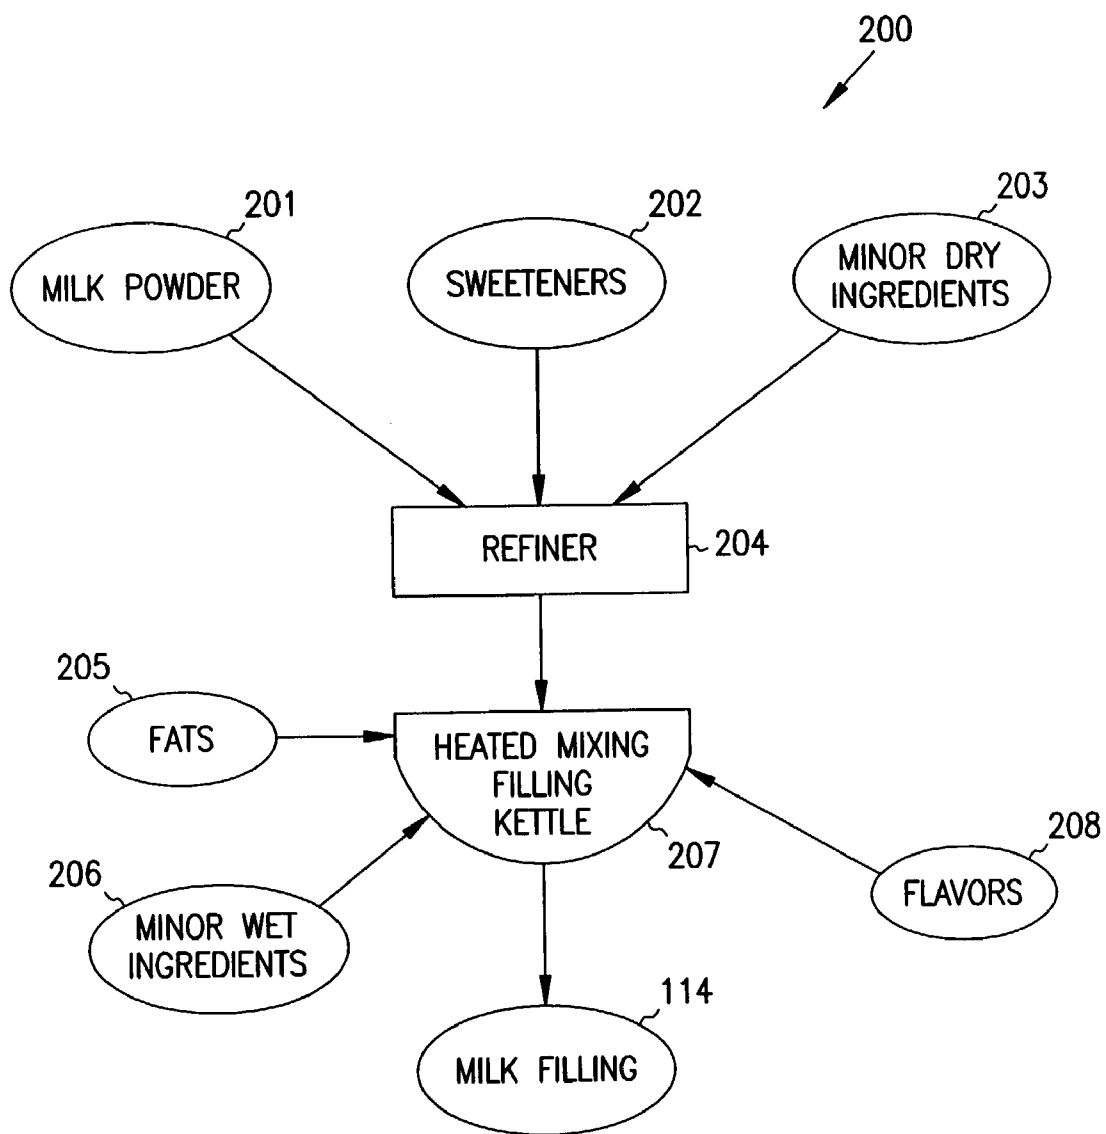 200
201
202
203
MILK POWDER
SWEETENERS
MINOR DRY
INGREDIENTS
REFINER
204
205
FATS
HEATED MIXING
FILLING
KETTLE
207
206
MINOR WET
INGREDIENTS
208
FLAVORS
114
MILK FILLING